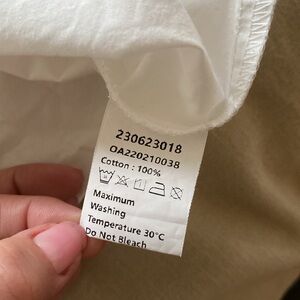 230623018
OA220210038
Cotton : 100%
Maximum
Washing
Temperature 30°C
Do Not Bleach